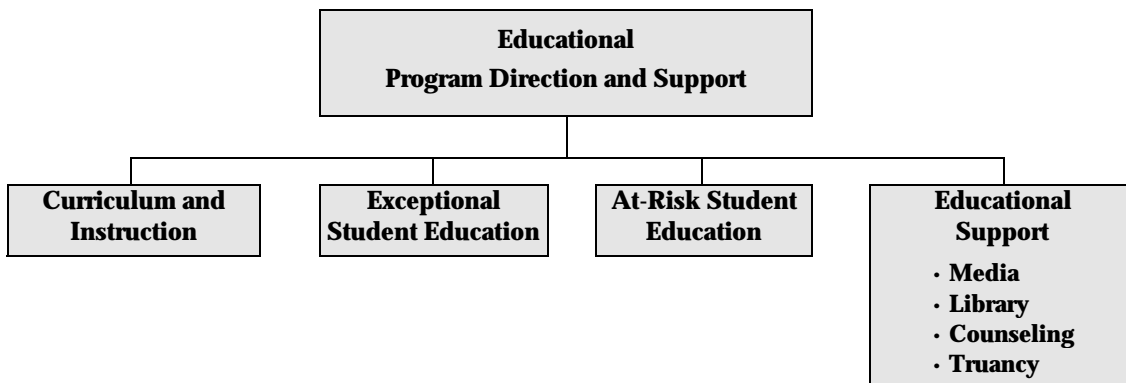 Educational
Program Direction and Support
Curriculum and
Instruction
Exceptional
Student Education
At-Risk Student
Education
Educational
Support
· Media
· Library
· Counseling
· Truancy